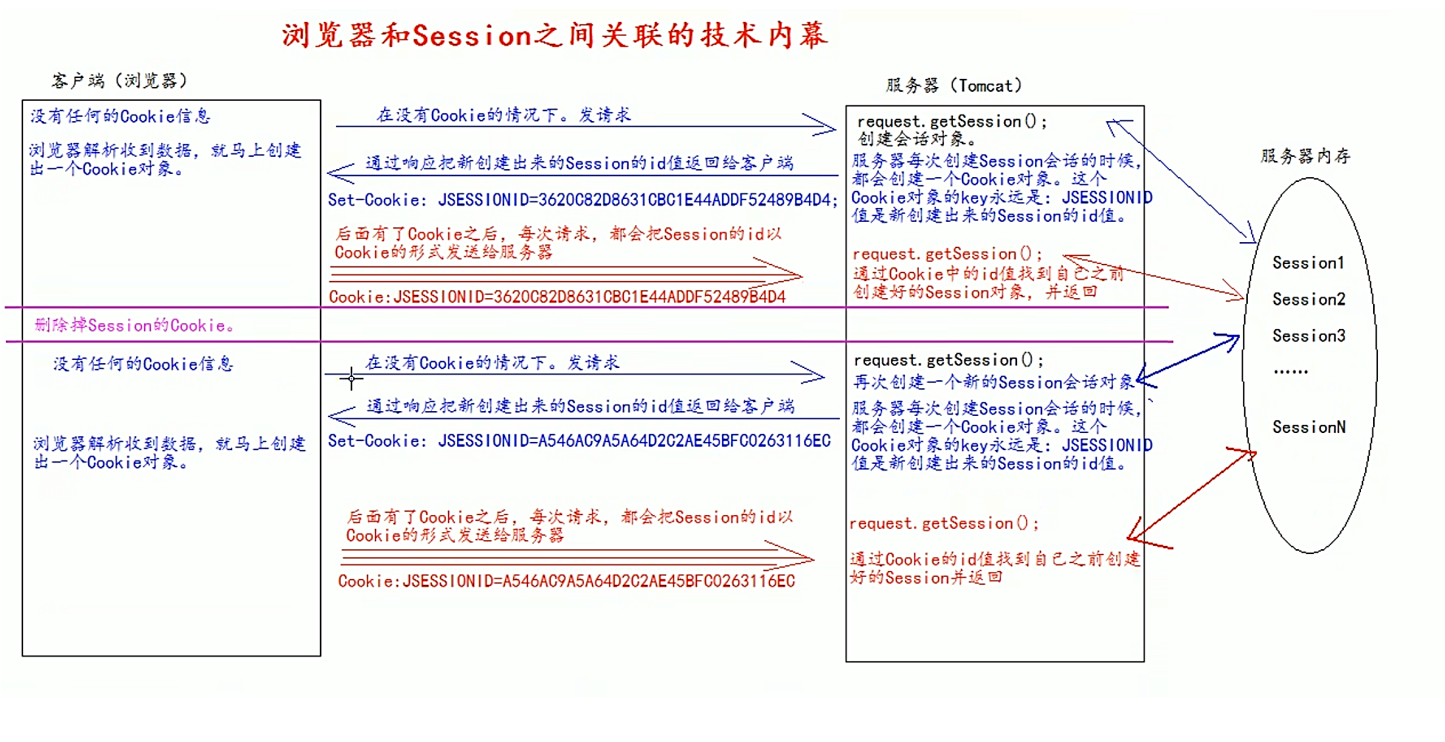 浏览器和Session之间关联的技术内幕
客户端（浏览器）
服务器（Tomcat）
没有任何的Cookie信息
浏览器解析收到数据，就马上创建
出一个Cookie对象。
在没有Cookie的情况下。发请求
通过响应把新创建出来的Session的id值返回给客户端
Set-Cookie: JSESSIONID=3620C82D8631CBC1E44ADDF52489B4D4;
后面有了Cookie之后，每次请求，都会把Session的id以
Cookie的形式发送给服务器
Cookie:JSESSIONID=3620C82D8631CBC1E44ADDF52489B4D4
request.getSession();
创建会话对象。
服务器每次创建Session会话的时候，
都会创建一个Cookie对象。这个
Cookie对象的key永远是：JSESSIONID
值是新创建出来的Session的id值。
request.getSession();
通过Cookie中的id值找到自己之前
创建好的Session对象，并返回
服务器内存
Session1
Session2
Session3
......
SessionN
删除掉Session的Cookie。
没有任何的Cookie信息
浏览器解析收到数据，就马上创建
出一个Cookie对象。
在没有Cookie的情况下。发请求
通过响应把新创建出来的Session的id值返回给客户端
Set-Cookie: JSESSIONID=A546AC9A5A64D2C2AE45BFC0263116EC
后面有了Cookie之后，每次请求，都会把Session的id以
Cookie的形式发送给服务器
Cookie:JSESSIONID=A546AC9A5A64D2C2AE45BFC0263116EC
request.getSession();
再次创建一个新的Session会话对象
服务器每次创建Session会话的时候，
都会创建一个Cookie对象。这个
Cookie对象的key永远是：JSESSIONID
值是新创建出来的Session的id值。
request.getSession();
通过Cookie的id值找到自己之前创建
好的Session并返回